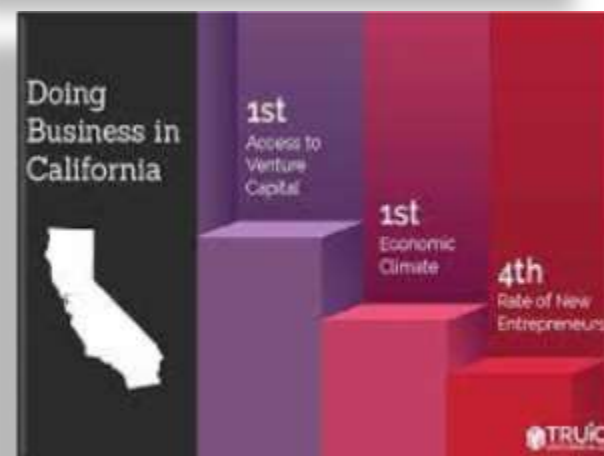 Doing
Business in
California
1st
Access to
Venture
Capital
1st
Economic
Climate
4th
Rate of New
Entrepreneurs
TRUiC